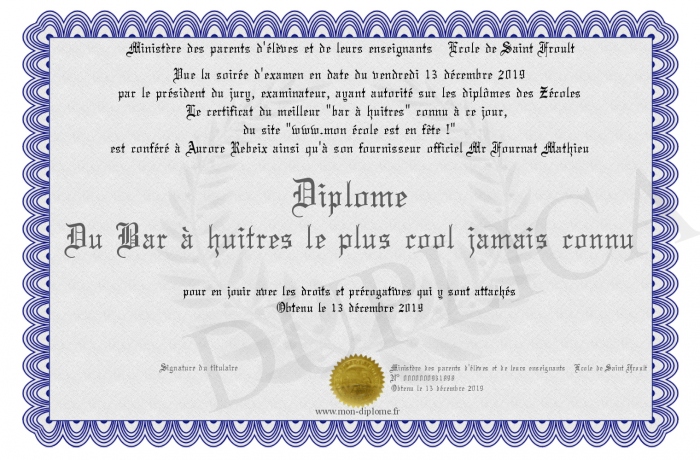 Ministère des parents d'élèves et de leurs enseignants Ecole de Saint Froult
Vue la soirée d'examen en date du vendredi 13 décembre 2019
par le président du jury, examinateur, ayant autorité sur les diplômes des Zécoles
Le certificat du meilleur "bar à huitres" connu à ce jour,
du site "www.mon école est en fête !"
est conféré à Aurore Rebeix ainsi qu'à son fournisseur officiel Mr Fournat Mathieu
Diplome
Du Bar à huitres le plus cool jamais connu
pour en jouir avec les droits et prérogatives qui y sont attachés
Obtenu le 13 décembre 2019
DUPLICA
Signature du titulaire
Ministère des parents d'élèves et de leurs enseignants Ecole de Saint Froult
N° 0000000931098
Obtenu le 13 décembre 2019
www.mon-diplome.fr